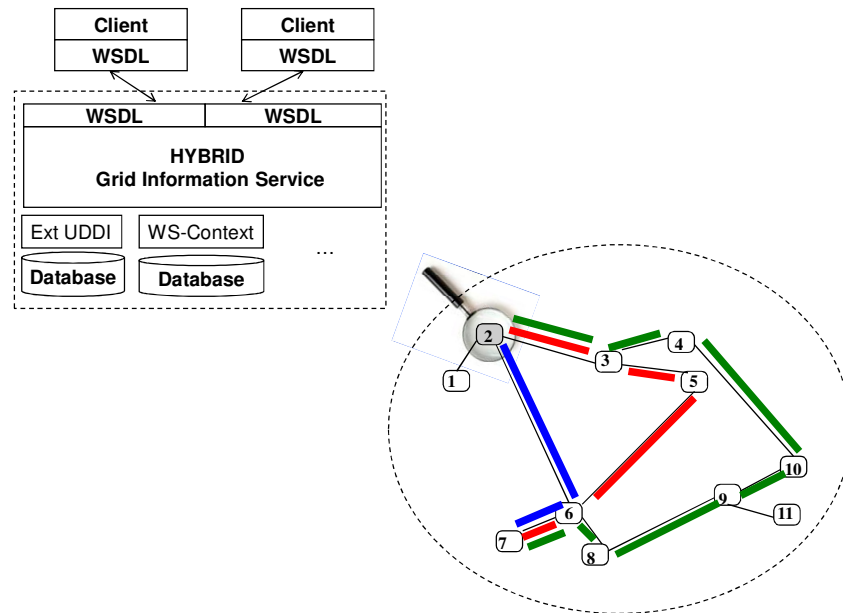 Client Client
WSDL WSDL
WSDL WSDL
HYBRID
Grid Information Service
Ext UDDI WS-Context
...
Database Database
2
4
3
1
5
10
9
6
11
7
8